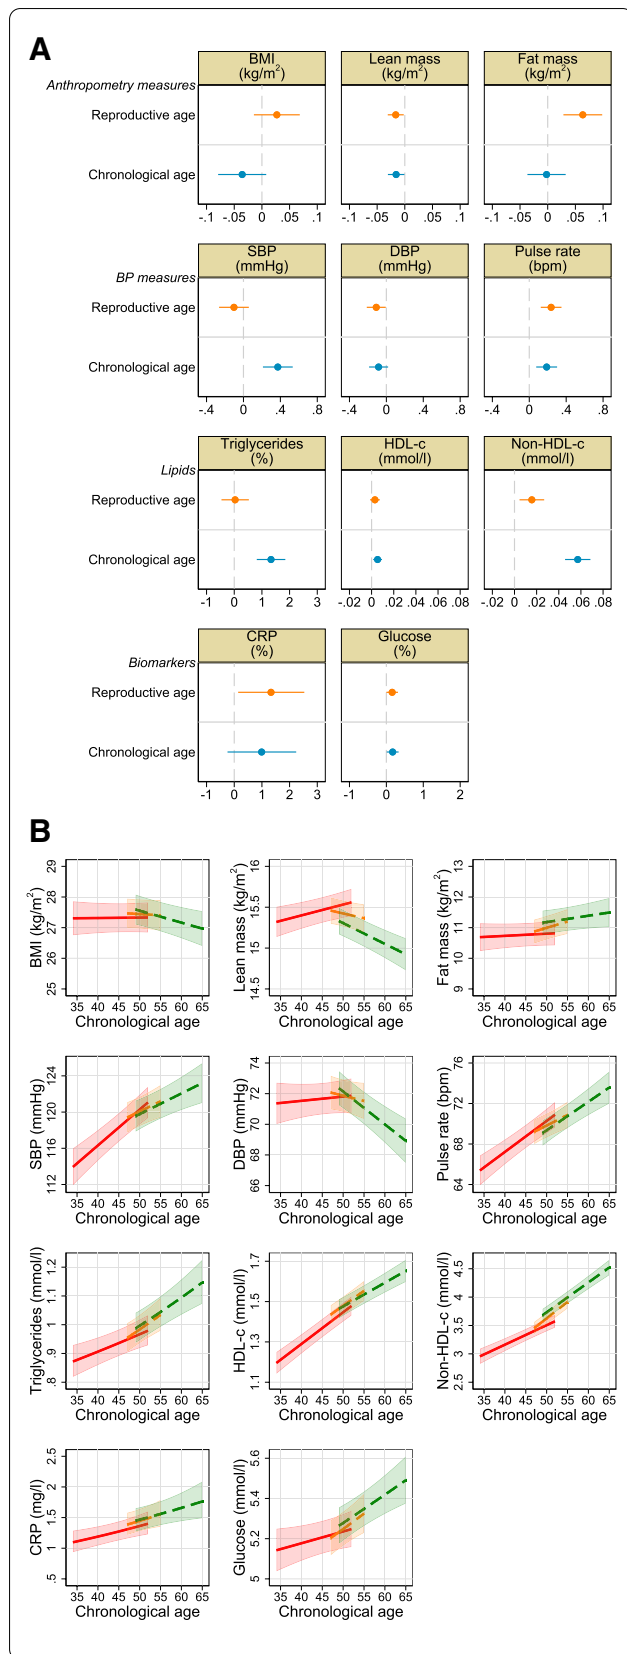 A
BMI (kg/m²) Lean mass (kg/m²) Fat mass (kg/m²)
Anthropometry measures
Reproductive age
Chronological age
-.1 -.05 0 .05 .1 -.1 -.05 0 .05 .1 -.1 -.05 0 .05 .1
SBP (mmHg) DBP (mmHg) Pulse rate (bpm)
BP measures
Reproductive age
Chronological age
-.4 0 .4 .8 -.4 0 .4 .8 -.4 0 .4 .8
Triglycerides (%) HDL-c (mmol/l) Non-HDL-c (mmol/l)
Lipids
Reproductive age
Chronological age
-1 0 1 2 3 -.02 0 .02 .04 .06 .08 -.02 0 .02 .04 .06 .08
CRP (%) Glucose (%)
Biomarkers
Reproductive age
Chronological age
-1 0 1 2 3 -1 0 1 2
B
BMI (kg/m²)
25 26 27 28 29
35 40 45 50 55 60 65
Chronological age
Lean mass (kg/m²)
14.5 15 15.5 16
35 40 45 50 55 60 65
Chronological age
Fat mass (kg/m²)
9 10 11 12 13
35 40 45 50 55 60 65
Chronological age
SBP (mmHg)
112 116 120 124
35 40 45 50 55 60 65
Chronological age
DBP (mmHg)
66 68 70 72 74
35 40 45 50 55 60 65
Chronological age
Pulse rate (bpm)
64 68 72 76
35 40 45 50 55 60 65
Chronological age
Triglycerides (mmol/l)
.8 .9 1 1.1 1.2
35 40 45 50 55 60 65
Chronological age
HDL-c (mmol/l)
1.1 1.3 1.5 1.7
35 40 45 50 55 60 65
Chronological age
Non-HDL-c (mmol/l)
2.5 3 3.5 4 4.5
35 40 45 50 55 60 65
Chronological age
CRP (mg/l)
.5 1 1.5 2 2.5
35 40 45 50 55 60 65
Chronological age
Glucose (mmol/l)
5 5.2 5.4 5.6
35 40 45 50 55 60 65
Chronological age